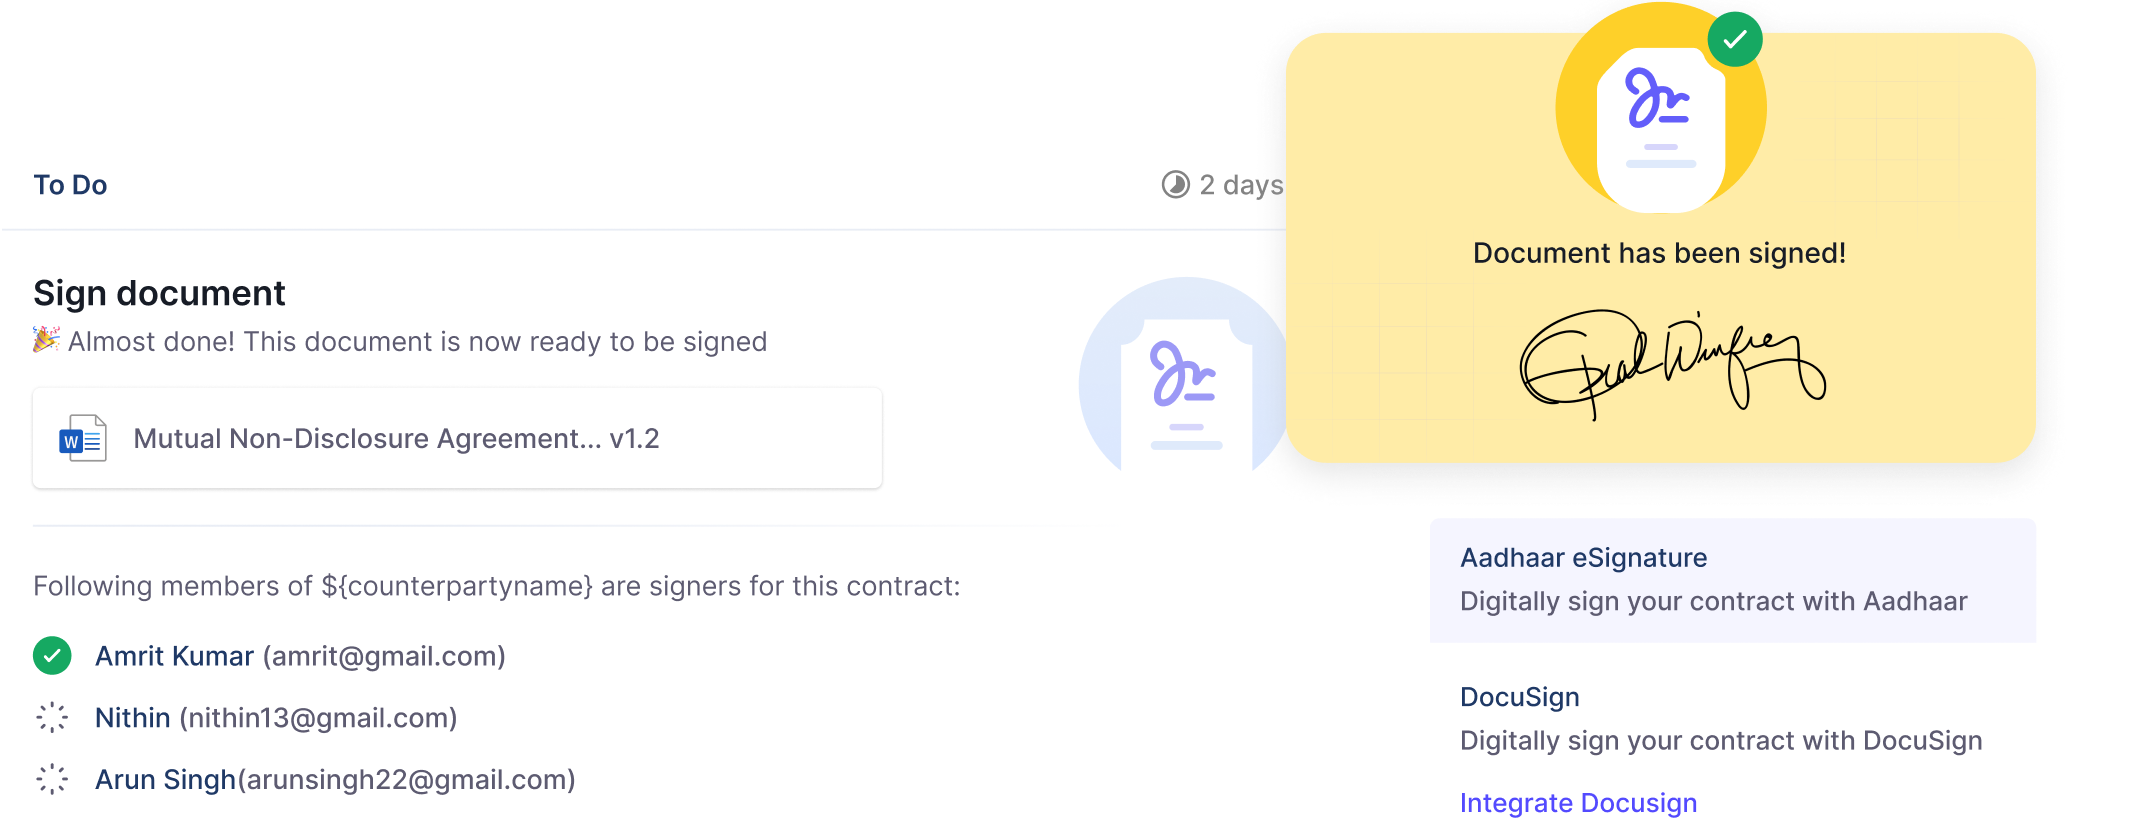 To Do
2 days
Sign document
🎉 Almost done! This document is now ready to be signed
W
Mutual Non-Disclosure Agreement... v1.2
Following members of ${counterpartyname} are signers for this contract:
Amrit Kumar (amrit@gmail.com)
Nithin (nithin13@gmail.com)
Arun Singh(arunsingh22@gmail.com)
Document has been signed!
Aadhaar eSignature
Digitally sign your contract with Aadhaar
DocuSign
Digitally sign your contract with DocuSign
Integrate Docusign